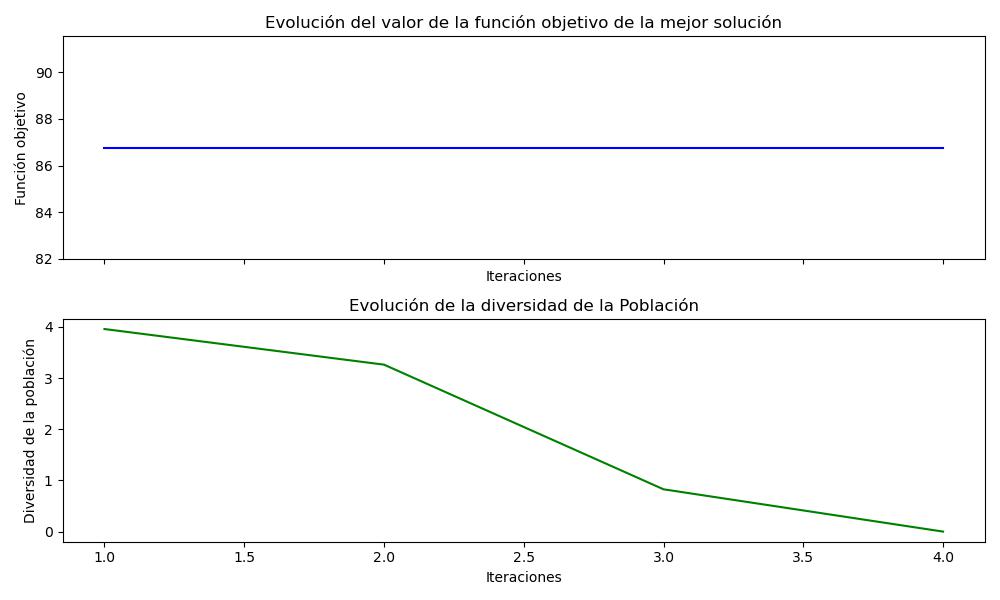 Evolución del valor de la función objetivo de la mejor solución
Función objetivo
90
88
86
84
82
Iteraciones
Evolución de la diversidad de la Población
Diversidad de la población
4
3
2
1
0
1.0 1.5 2.0 2.5 3.0 3.5 4.0
Iteraciones